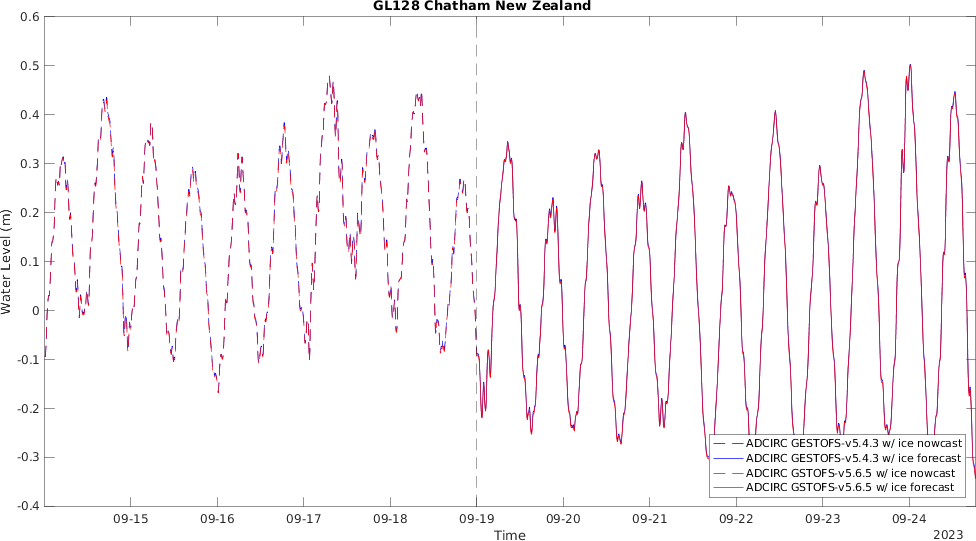 GL128 Chatham New Zealand
0.6
0.5
0.4
0.3
0.2
0.1
0
-0.1
-0.2
-0.3
-0.4
Water Level (m)
ADCIRC GESTOFS-v5.4.3 w/ ice nowcast
ADCIRC GESTOFS-v5.4.3 w/ ice forecast
ADCIRC GSTOFS-v5.6.5 w/ ice nowcast
ADCIRC GSTOFS-v5.6.5 w/ ice forecast
09-15 09-16 09-17 09-18 09-19 09-20 09-21 09-22 09-23 09-24
Time
2023